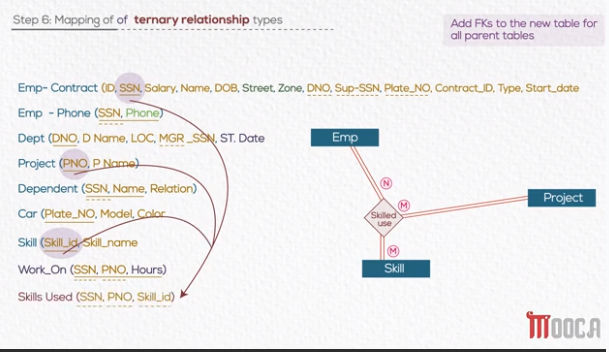 Step 6: Mapping of of ternary relationship types
Add FKs to the new table for
all parent tables
Emp- Contract (ID, SSN, Salary, Name, DOB, Street, Zone, DNO, Sup-SSN, Plate_NO, Contract_ID, Type, Start_date
Emp - Phone (SSN, Phone)
Dept (DNO, D Name, LOC, MGR _SSN, ST. Date
Project (PNO, P Name)
Dependent (SSN, Name, Relation)
Car (Plate_NO, Model, Color
Skill (Skill_id, Skill_name
Work_On (SSN, PNO, Hours)
Skills Used (SSN, PNO, Skill_id)
Emp
N
M
Project
Skilled
use
M
Skill
MOOCA